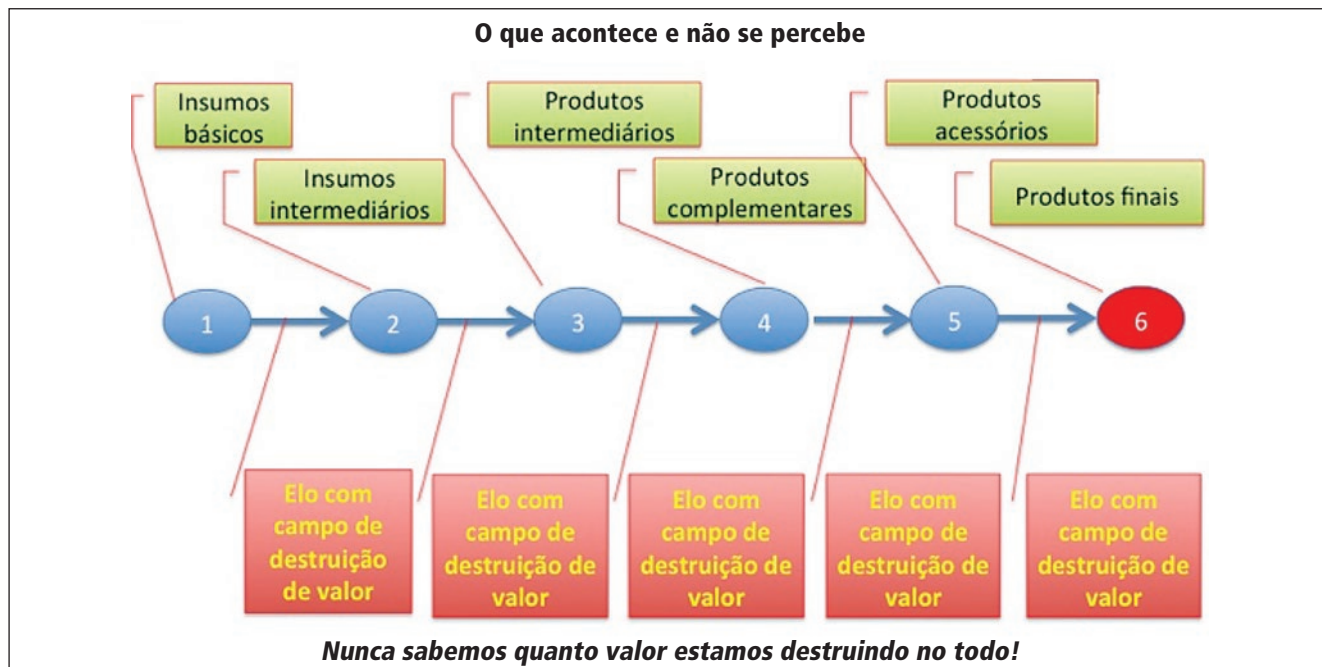 O que acontece e não se percebe
Insumos
básicos
Produtos
intermediários
Produtos
acessórios
Insumos
intermediários
Produtos
complementares
Produtos finais
1
2
3
4
5
6
Elo com
campo de
destruição
de valor
Elo com
campo de
destruição de
valor
Elo com
campo de
destruição de
valor
Elo com
campo de
destruição de
valor
Elo com
campo de
destruição de
valor
Nunca sabemos quanto valor estamos destruindo no todo!